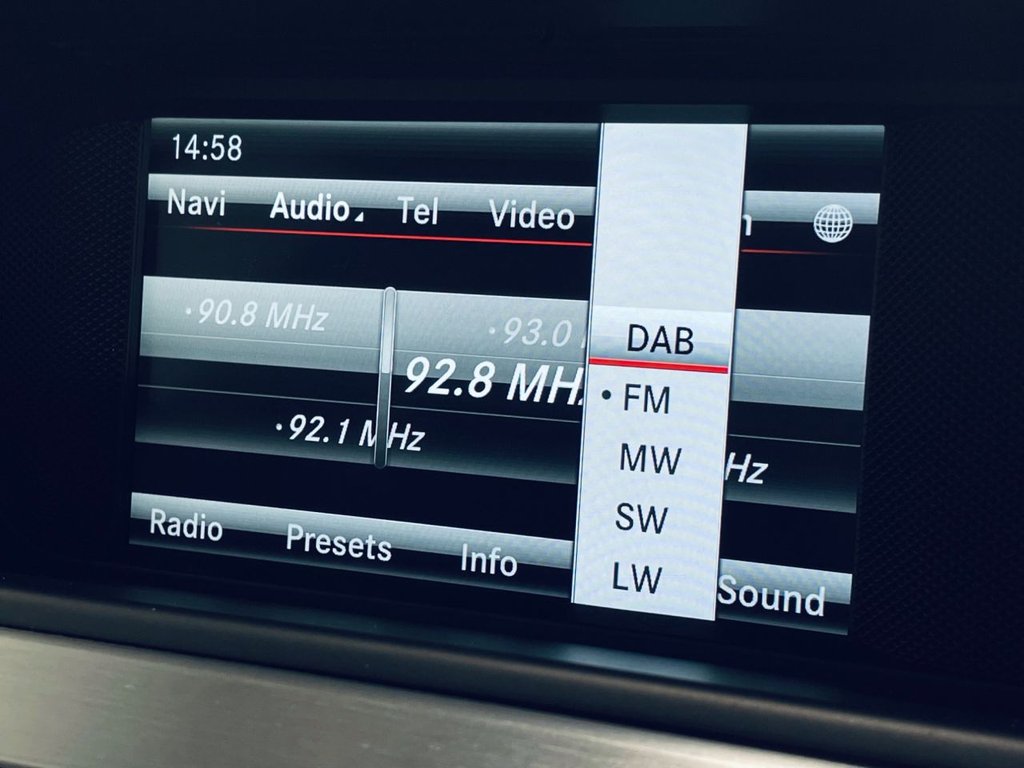 14:58
Navi Audio Tel Video
·90.8 MHz ·93.0
92.8 MHz
·92.1 MHz Hz
DAB
• FM
MW
SW
LW
Radio Presets Info Sound